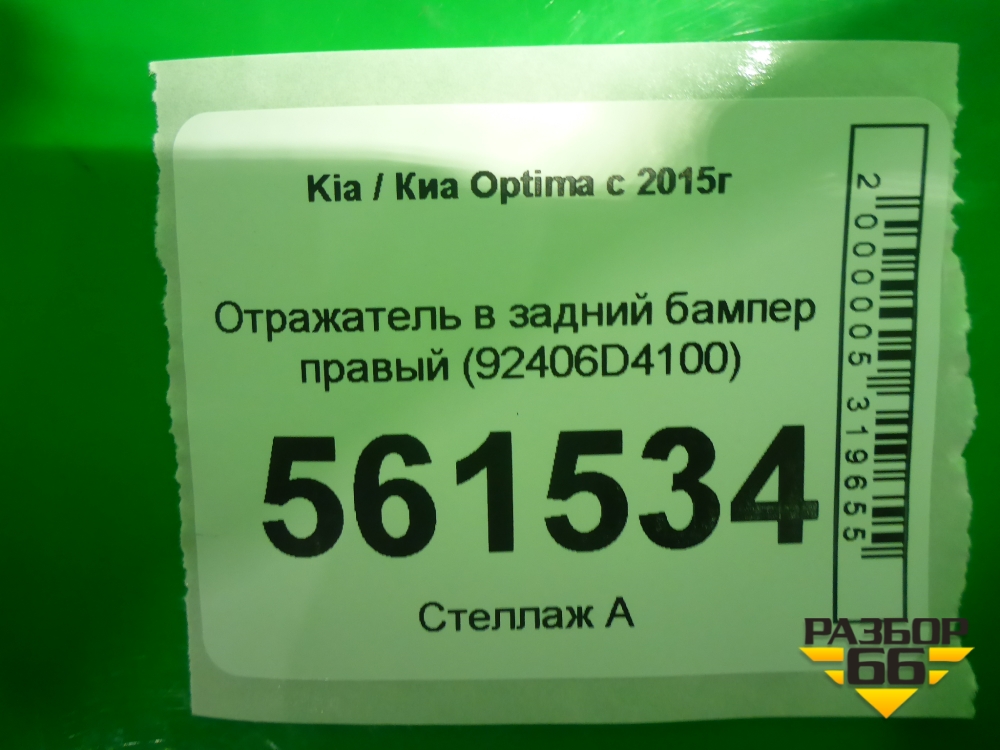 Kia / Киа Optima с 2015г
Отражатель в задний бампер
правый (92406D4100)
561534
Стеллаж А
2000005319655
РАЗБОР
66